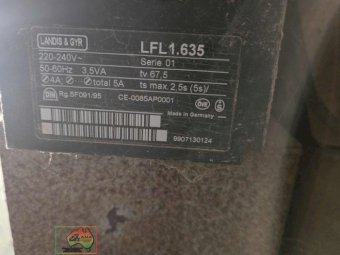 LANDIS & GYR
LFL1.635
220-240V~
Serie 01
50-60Hz 3,5VA
tv 67,5
4A total 5A
ts max 2,5s (5s)/
DIN Rg.5F091/95
CE-0085AP0001
Made in Germany
9907130124